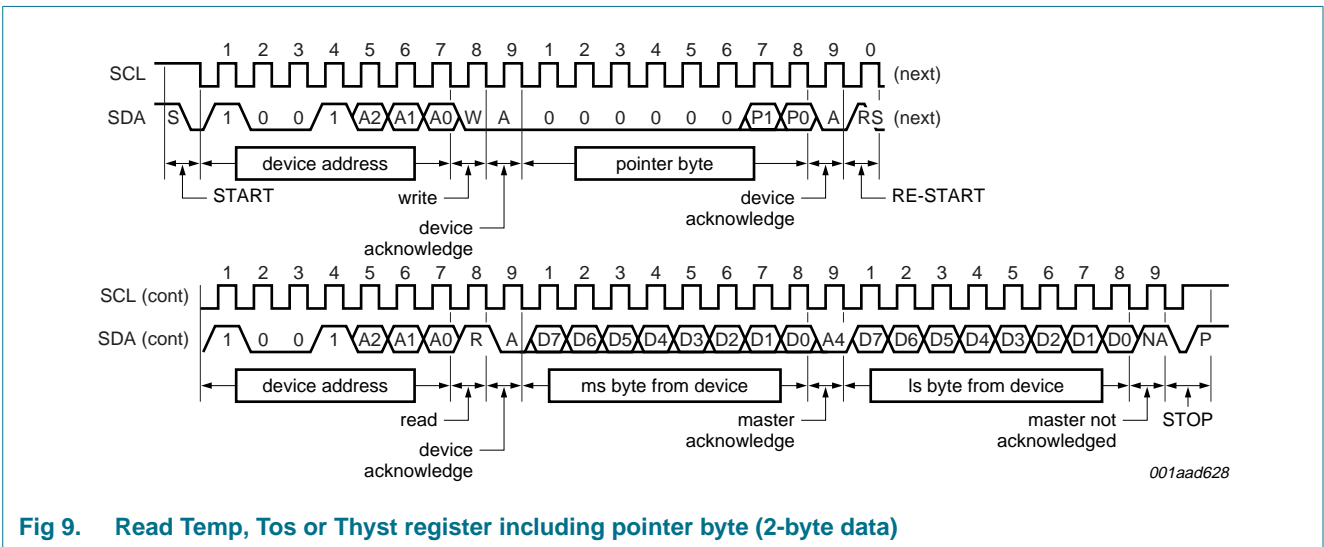 1 2 3 4 5 6 7 8 9 1 2 3 4 5 6 7 8 9 0
SCL (next)
SDA S 1 0 0 1 A2 A1 A0 W A 0 0 0 0 0 0 P1 P0 A RS (next)
device address pointer byte
START write device RE-START
acknowledge
device
acknowledge
1 2 3 4 5 6 7 8 9 1 2 3 4 5 6 7 8 9 1 2 3 4 5 6 7 8 9
SCL (cont)
SDA (cont) 1 0 0 1 A2 A1 A0 R A D7 D6 D5 D4 D3 D2 D1 D0 A4 D7 D6 D5 D4 D3 D2 D1 D0 NA P
device address ms byte from device ls byte from device
read master master not STOP
acknowledge acknowledged
device
acknowledge
001aad628
Fig 9. Read Temp, Tos or Thyst register including pointer byte (2-byte data)